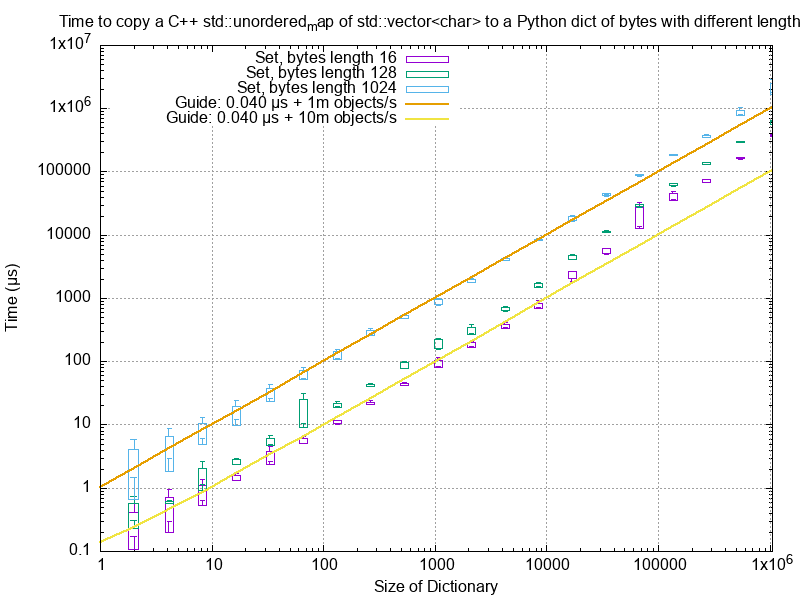 Time to copy a C++ std::unordered_map of std::vector<char> to a Python dict of bytes with different length
1x10^7
Set, bytes length 16
Set, bytes length 128
Set, bytes length 1024
Guide: 0.040 µs + 1m objects/s
Guide: 0.040 µs + 10m objects/s
1x10^6
100000
10000
1000
100
10
1
0.1
Time (µs)
1 10 100 1000 10000 100000 1x10^6
Size of Dictionary